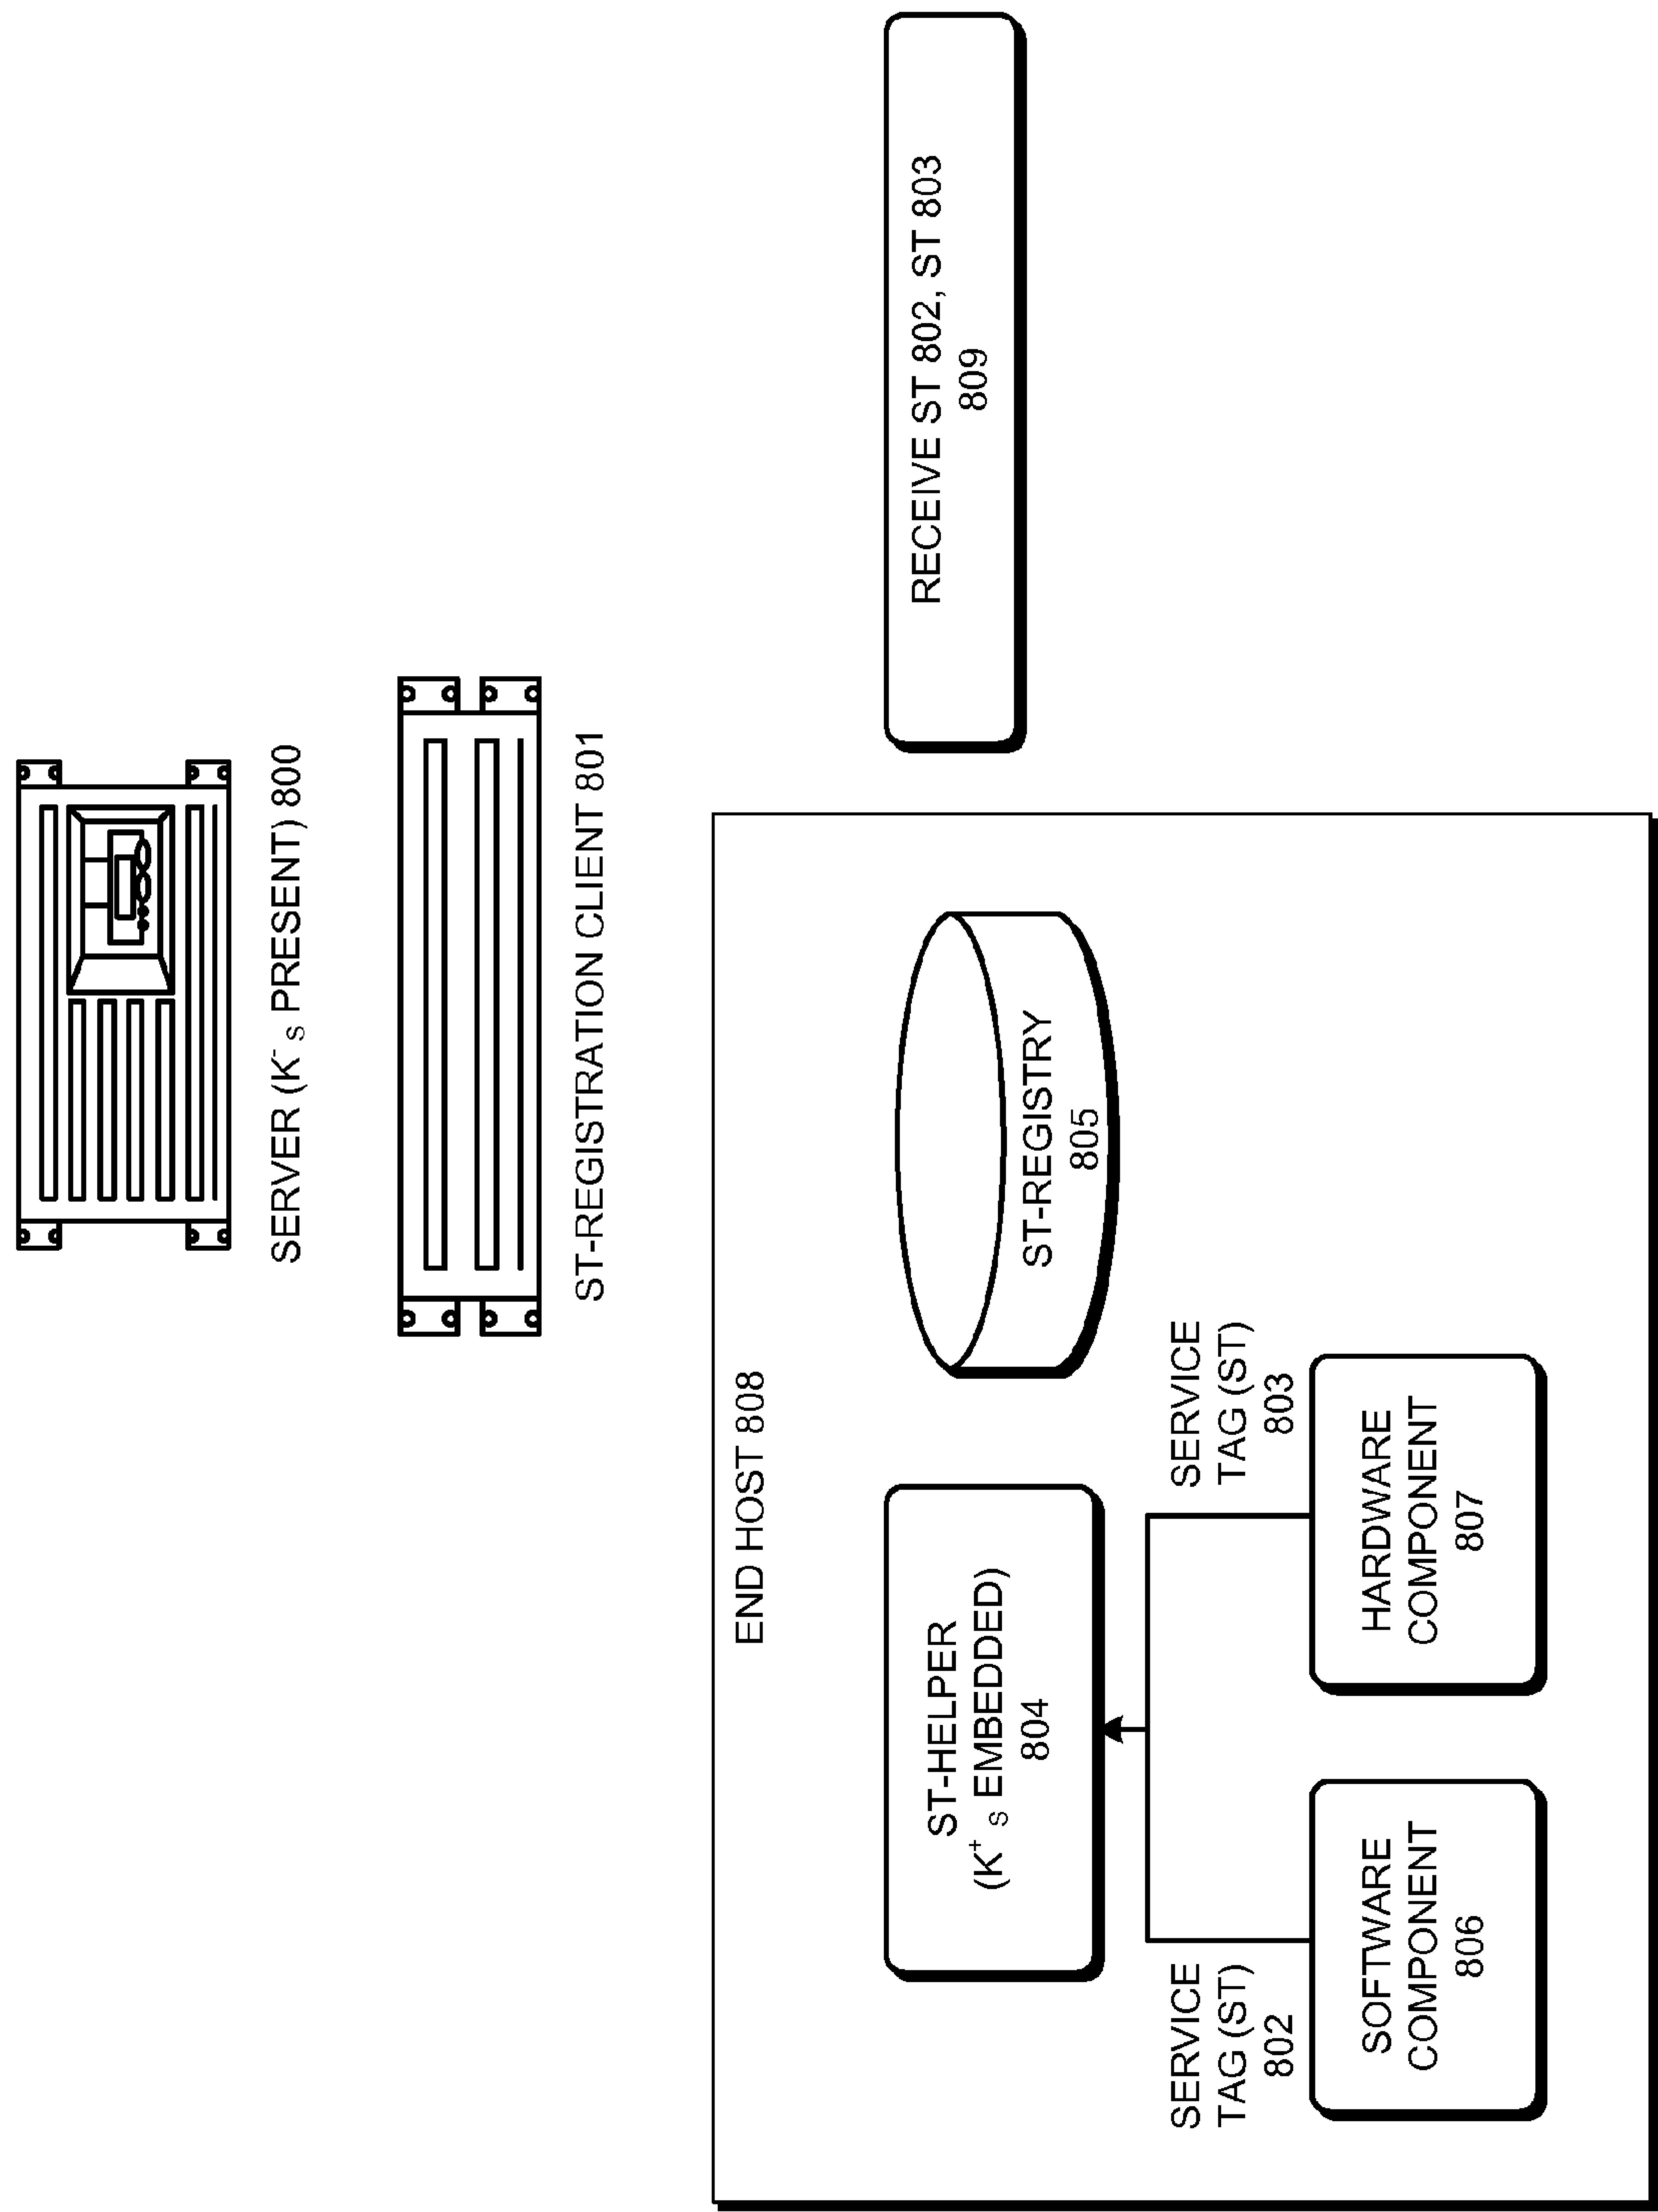 SERVER (K⁻ₛ PRESENT) 800
ST-REGISTRATION CLIENT 801
END HOST 808
ST-HELPER
(K⁺ₛ EMBEDDED)
804
ST-REGISTRY
805
RECEIVE ST 802, ST 803
809
SERVICE
TAG (ST)
802
SERVICE
TAG (ST)
803
SOFTWARE
COMPONENT
806
HARDWARE
COMPONENT
807